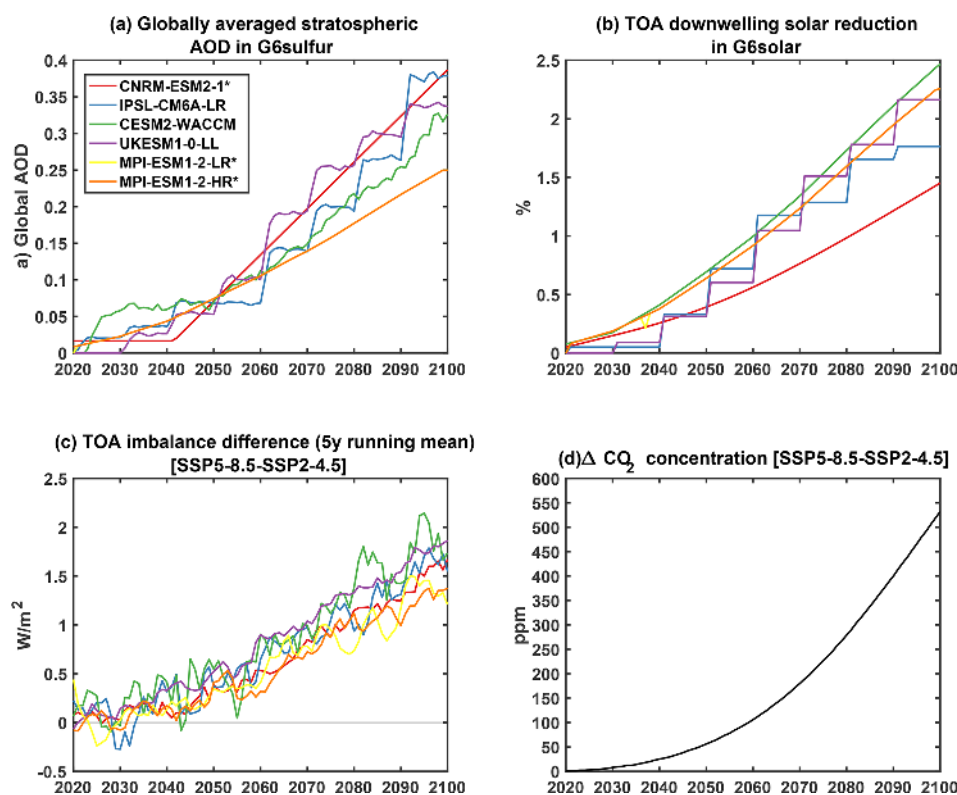 (a) Globally averaged stratospheric
AOD in G6sulfur
0.4
0.35
0.3
0.25
0.2
0.15
0.1
0.05
0
a) Global AOD
CNRM-ESM2-1*
IPSL-CM6A-LR
CESM2-WACCM
UKESM1-0-LL
MPI-ESM1-2-LR*
MPI-ESM1-2-HR*
2020 2030 2040 2050 2060 2070 2080 2090 2100
(b) TOA downwelling solar reduction
in G6solar
2.5
2
1.5
1
0.5
0
%
2020 2030 2040 2050 2060 2070 2080 2090 2100
(c) TOA imbalance difference (5y running mean)
[SSP5-8.5-SSP2-4.5]
2
1.5
1
0.5
0
-0.5
W/m²
2020 2030 2040 2050 2060 2070 2080 2090 2100
(d)Δ CO₂ concentration [SSP5-8.5-SSP2-4.5]
600
550
500
450
400
350
300
250
200
150
100
50
0
ppm
2020 2030 2040 2050 2060 2070 2080 2090 2100